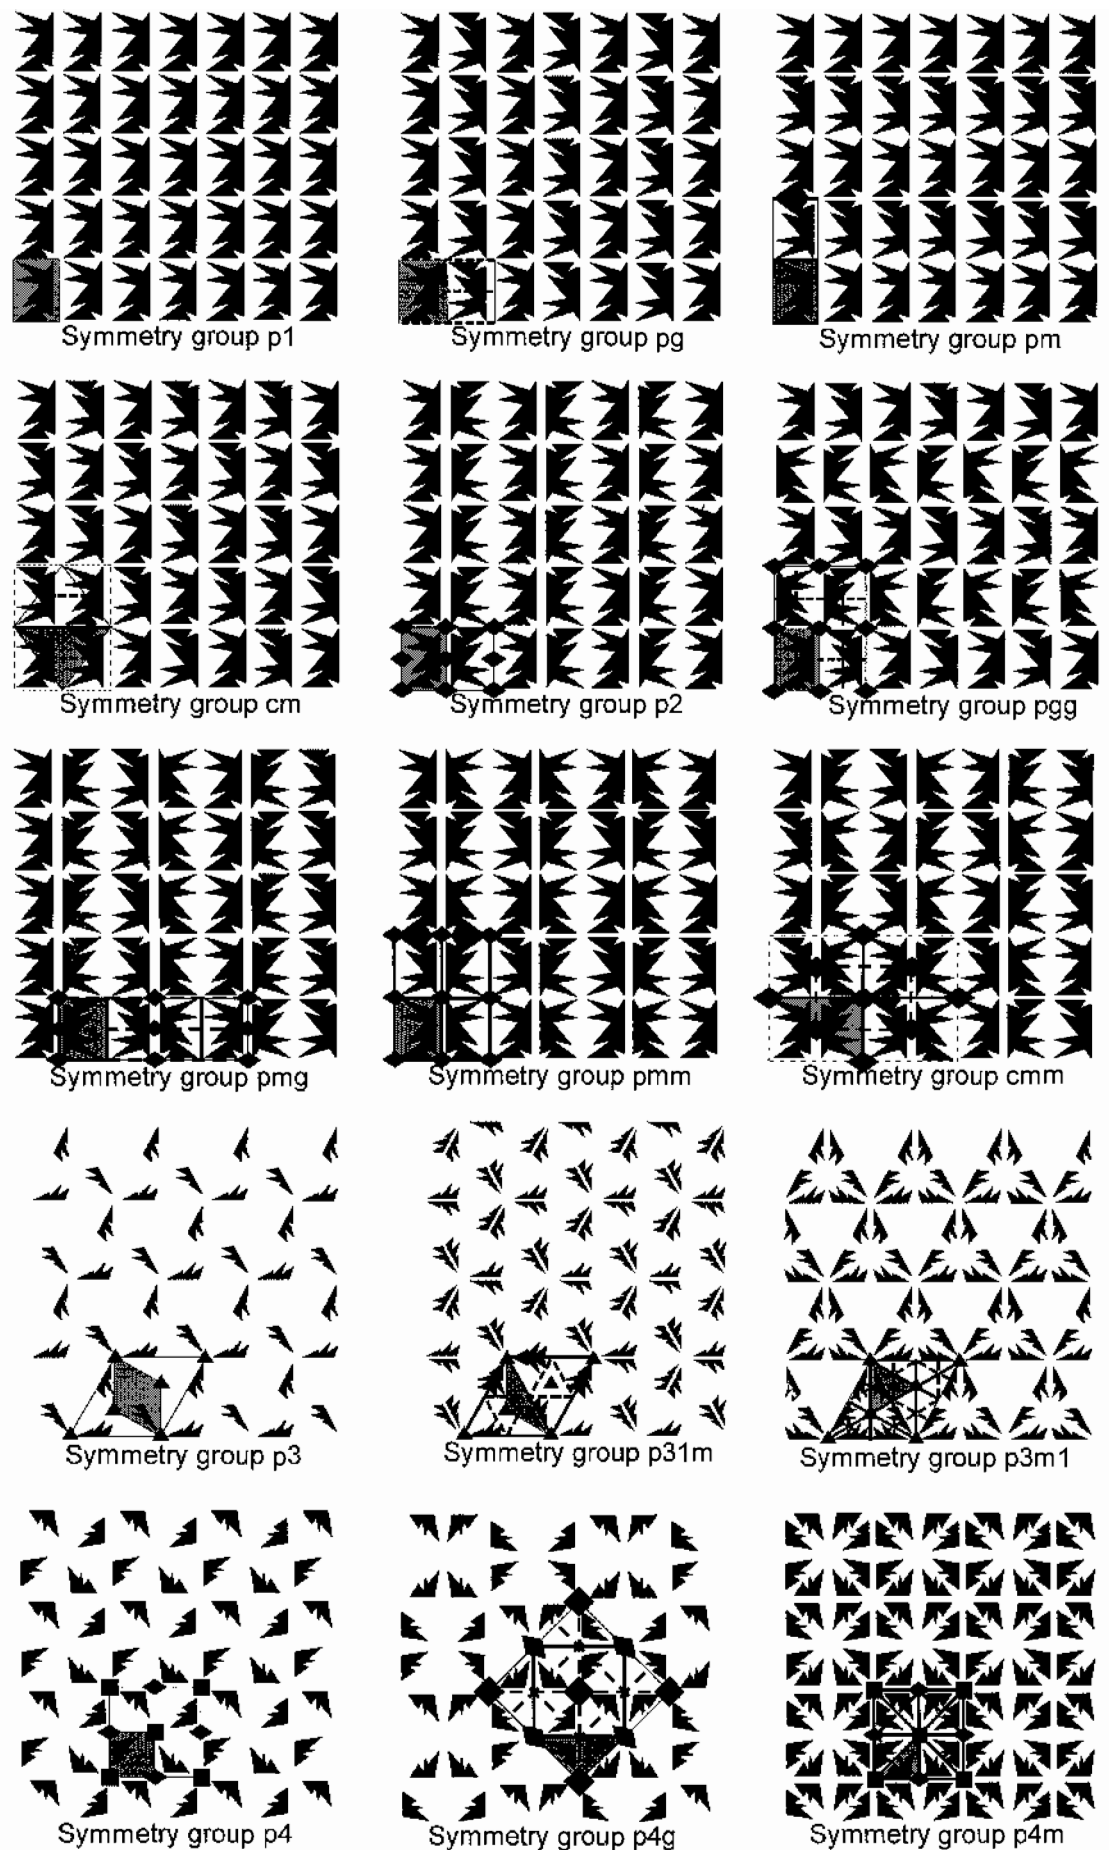 Symmetry group p1
Symmetry group pg
Symmetry group pm
Symmetry group cm
Symmetry group p2
Symmetry group pgg
Symmetry group pmg
Symmetry group pmm
Symmetry group cmm
Symmetry group p3
Symmetry group p31m
Symmetry group p3m1
Symmetry group p4
Symmetry group p4g
Symmetry group p4m